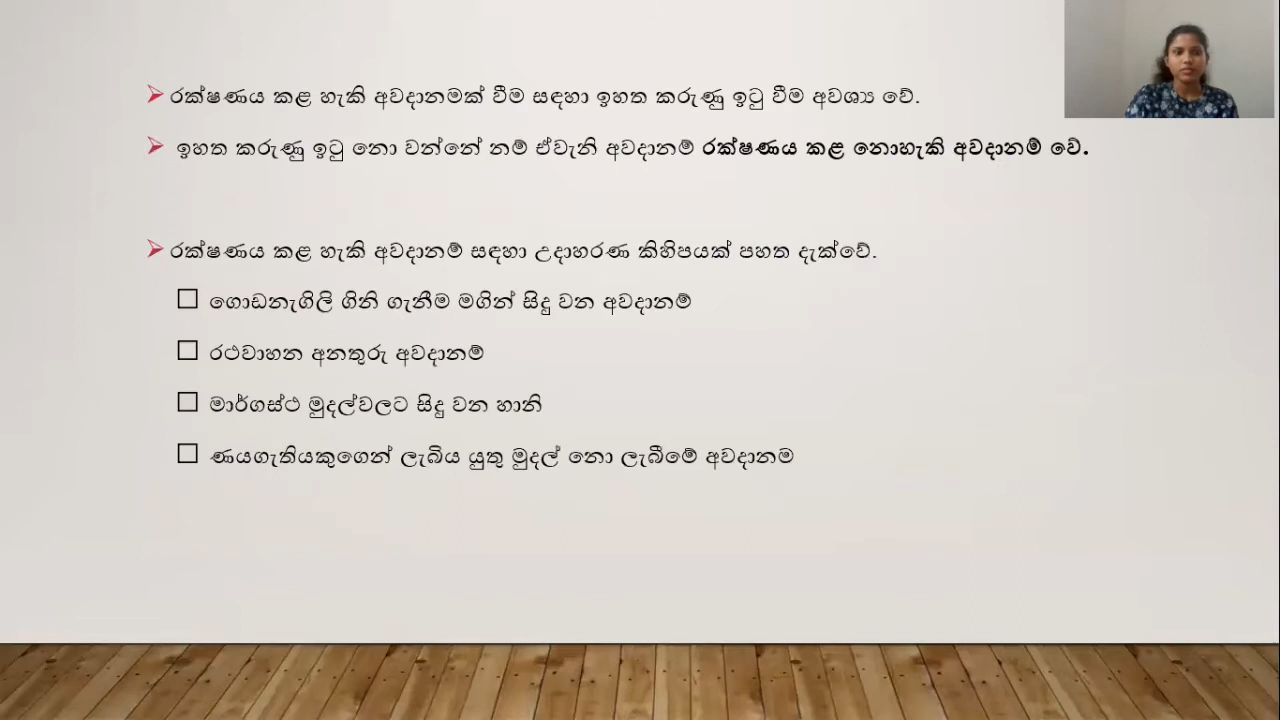 රක්ෂණය කළ හැකි අවදානමක් වීම සඳහා ඉහත කරුණු ඉටු වීම අවශ්‍ය වේ.
ඉහත කරුණු ඉටු නො වන්නේ නම් ඒවැනි අවදානම් රක්ෂණය කළ නොහැකි අවදානම් වේ.
රක්ෂණය කළ හැකි අවදානම් සඳහා උදාහරණ කිහිපයක් පහත දැක්වේ.
ගොඩනැගිලි ගිනි ගැනීම මගින් සිදු වන අවදානම්
රථවාහන අනතුරු අවදානම්
මාර්ගස්ථ මුදල්වලට සිදු වන හානි
ණයගැතියකුගෙන් ලැබිය යුතු මුදල් නො ලැබීමේ අවදානම